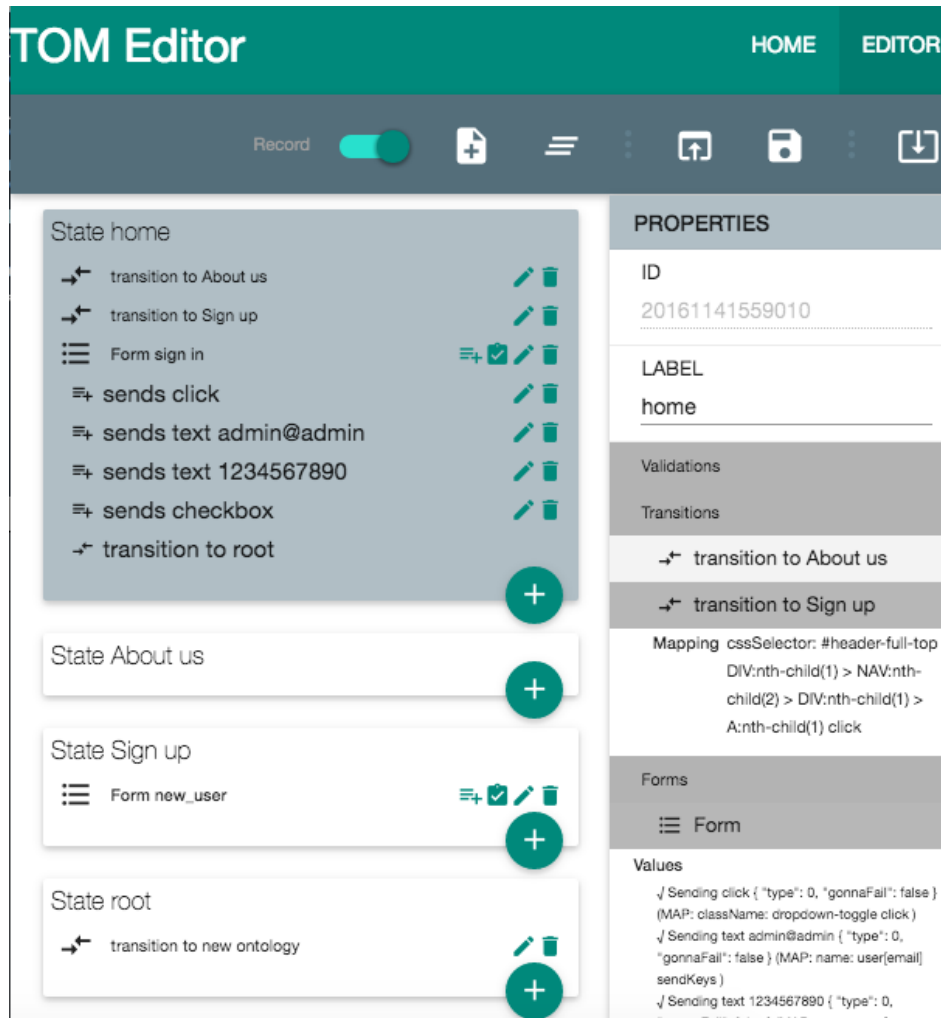 TOM Editor
HOME
EDITOR
Record
State home
transition to About us
transition to Sign up
Form sign in
sends click
sends text admin@admin
sends text 1234567890
sends checkbox
transition to root
State About us
State Sign up
Form new_user
State root
transition to new ontology
PROPERTIES
ID
20161141559010
LABEL
home
Validations
Transitions
transition to About us
transition to Sign up
Mapping cssSelector: #header-full-top
DIV:nth-child(1) > NAV:nth-
child(2) > DIV:nth-child(1) >
A:nth-child(1) click
Forms
Form
Values
√ Sending click { "type": 0, "gonnaFail": false }
(MAP: className: dropdown-toggle click )
√ Sending text admin@admin { "type": 0,
"gonnaFail": false } (MAP: name: user[email]
sendKeys )
√ Sending text 1234567890 { "type": 0,